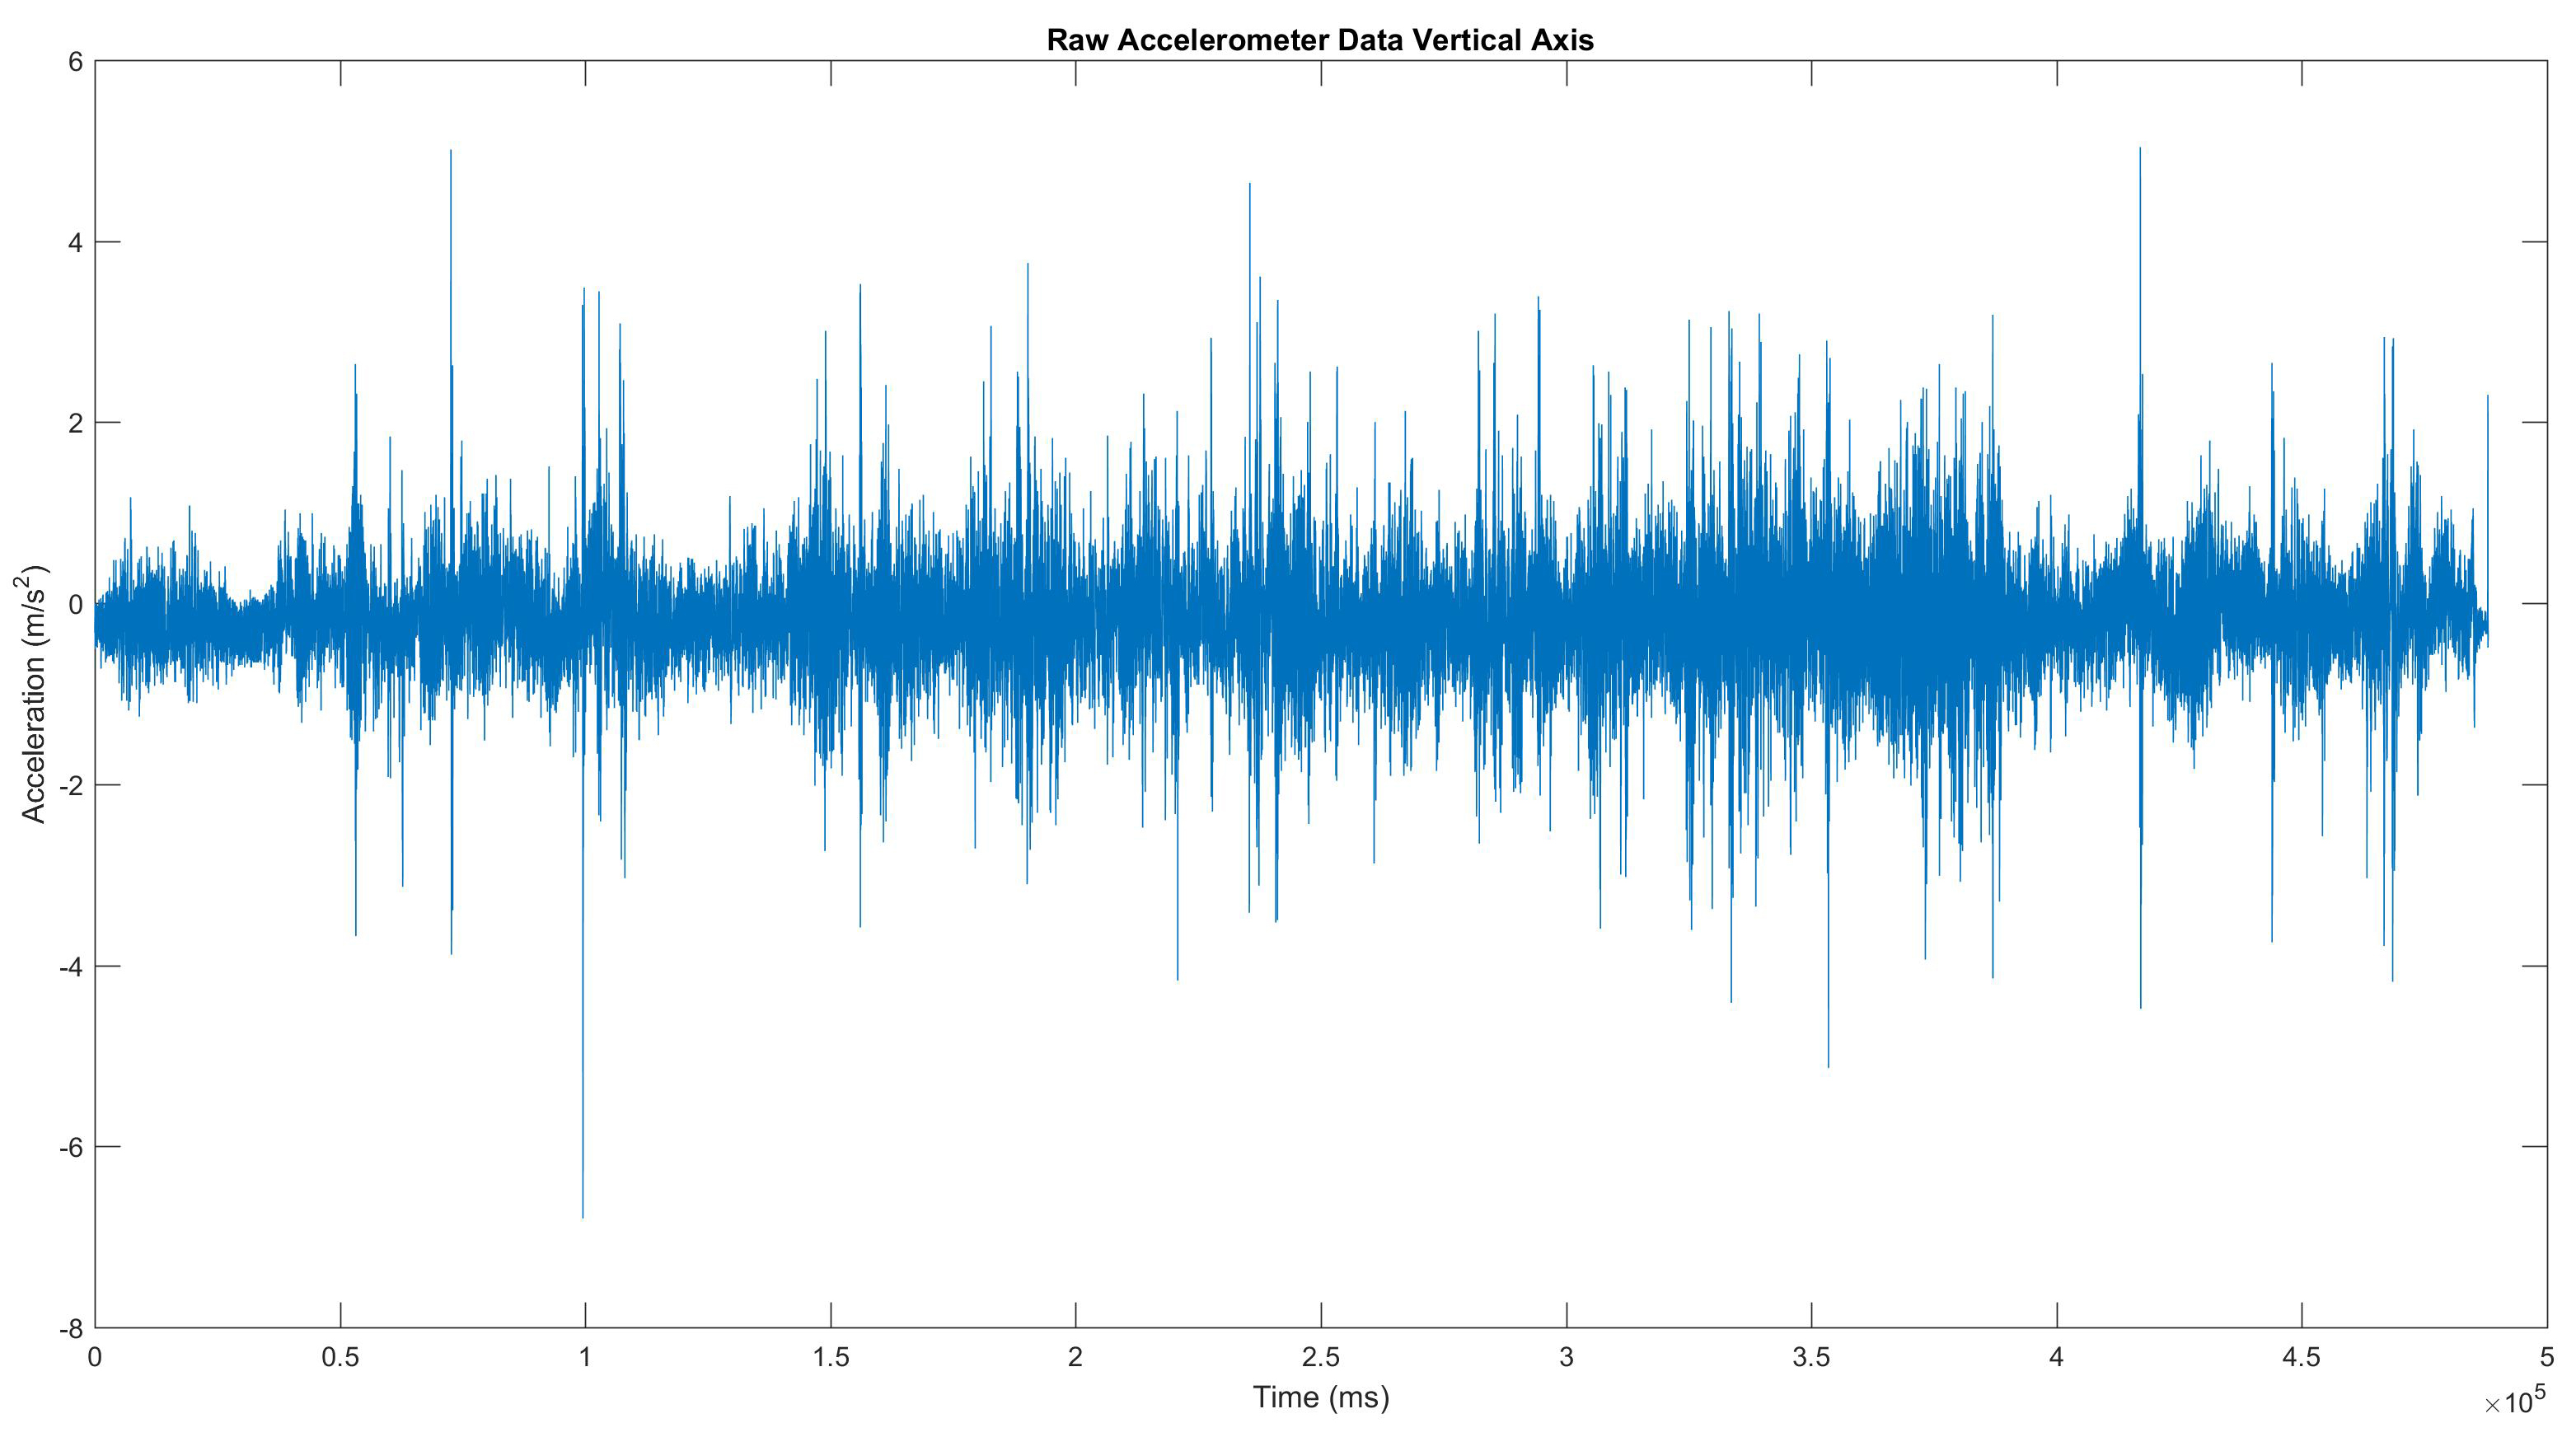 Raw Accelerometer Data Vertical Axis
6
4
2
0
-2
-4
-6
-8
Acceleration (m/s²)
0 0.5 1 1.5 2 2.5 3 3.5 4 4.5 5
Time (ms)
×10⁵